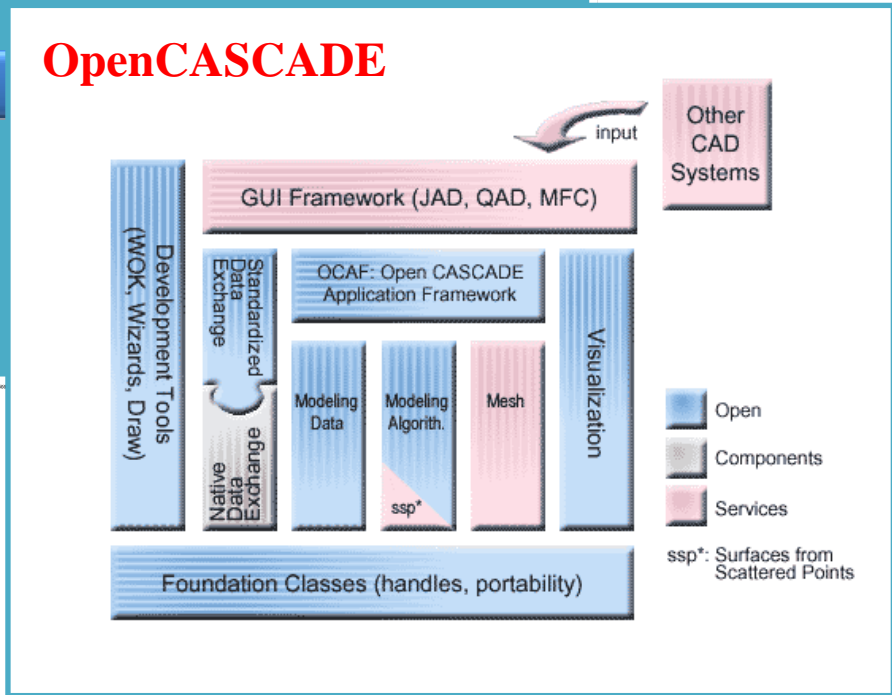 OpenCASCADE
Other
CAD
Systems
input
GUI Framework (JAD, QAD, MFC)
Development Tools
(WOK, Wizards, Draw)
Standardized
Data
Exchange
Native
Data
Exchange
OCAF: Open CASCADE
Application Framework
Modeling
Data
Modeling
Algorith.
ssp*
Mesh
Visualization
Foundation Classes (handles, portability)
Open
Components
Services
ssp*: Surfaces from
Scattered Points